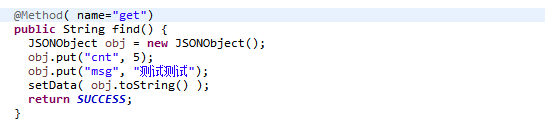 @Method( name="get")
public String find() {
JSONObject obj = new JSONObject();
obj.put("cnt", 5);
obj.put("msg", "测试测试");
setData( obj.toString() );
return SUCCESS;
}